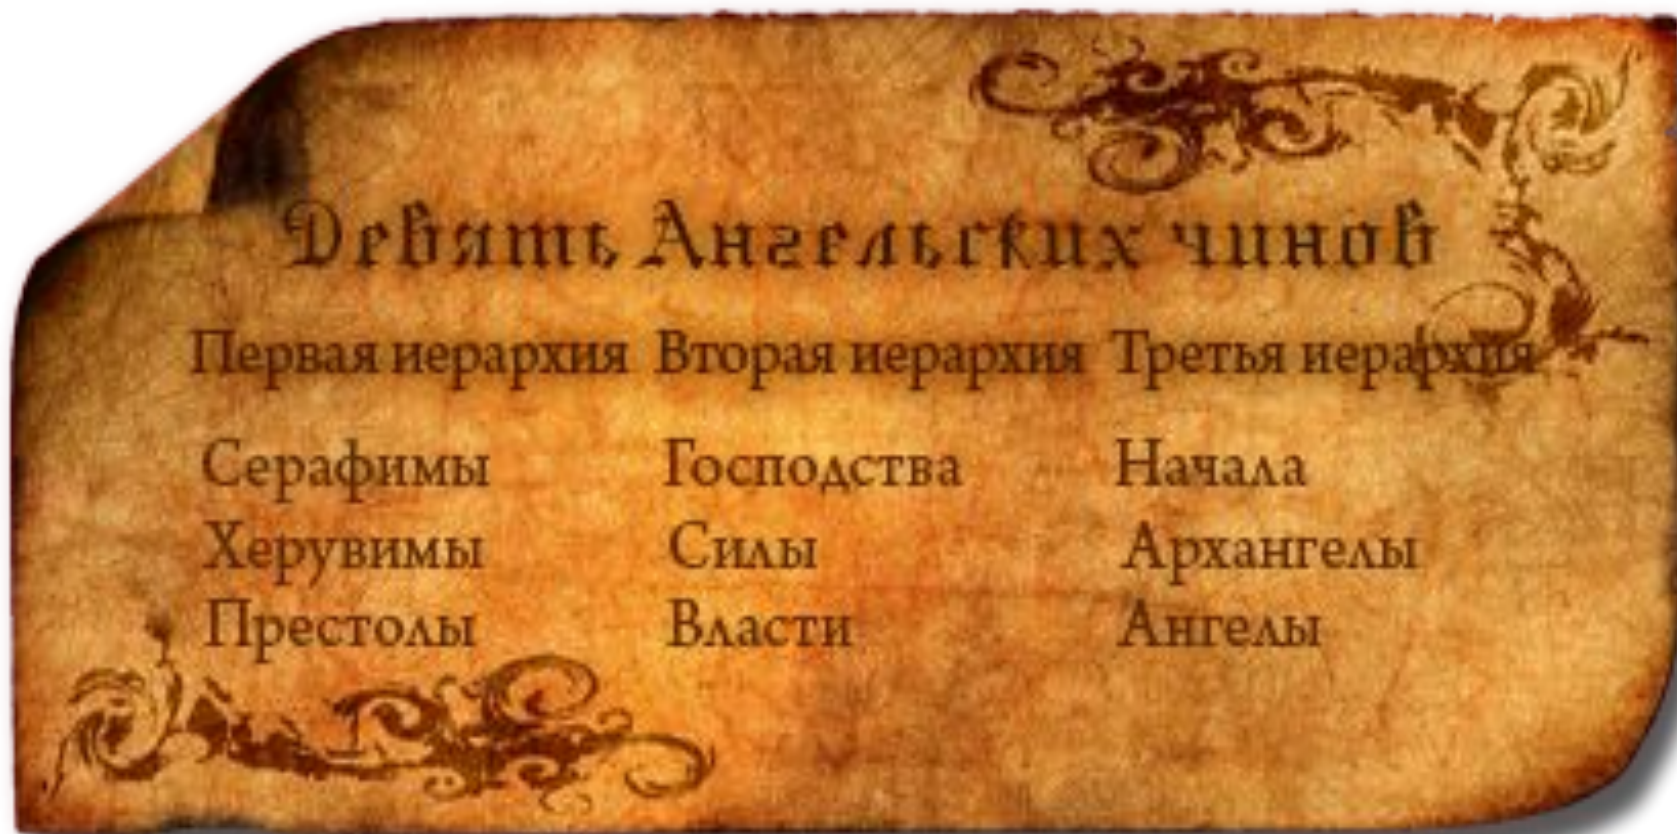 Девять Ангельских чинов
Первая иерархия Вторая иерархия Третья иерархия
Серафимы Господства Начала
Херувимы Силы Архангелы
Престолы Власти Ангелы